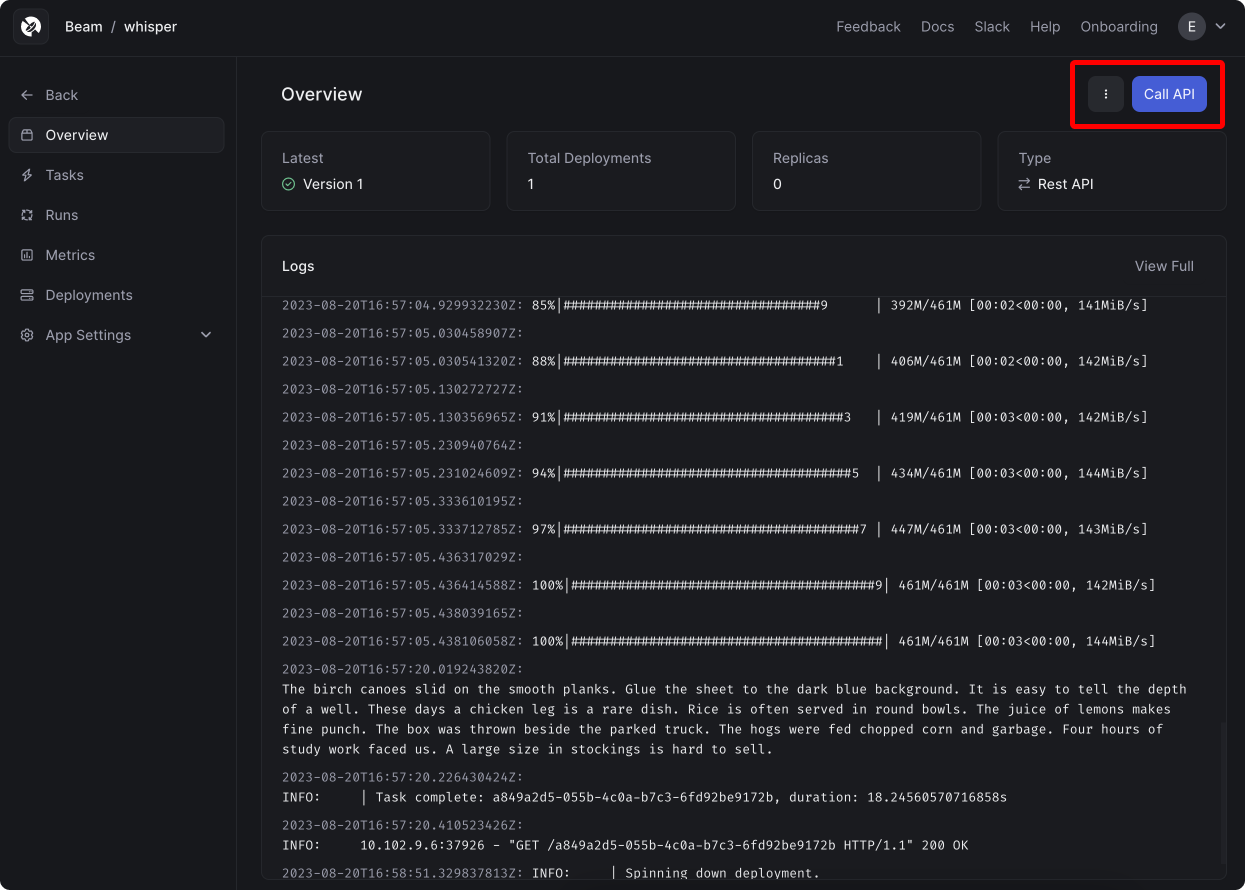 Beam / whisper
Feedback Docs Slack Help Onboarding E
Back
Overview
Tasks
Runs
Metrics
Deployments
App Settings
Overview
Call API
Latest
Version 1
Total Deployments
1
Replicas
0
Type
Rest API
Logs
View Full
2023-08-20T16:57:04.929932230Z: 85%|#################################9 | 392M/461M [00:02<00:00, 141MiB/s]
2023-08-20T16:57:05.030458907Z:
2023-08-20T16:57:05.030541320Z: 88%|###################################1 | 406M/461M [00:02<00:00, 142MiB/s]
2023-08-20T16:57:05.130272727Z:
2023-08-20T16:57:05.130356965Z: 91%|####################################3 | 419M/461M [00:03<00:00, 142MiB/s]
2023-08-20T16:57:05.230940764Z:
2023-08-20T16:57:05.231024609Z: 94%|#####################################5 | 434M/461M [00:03<00:00, 144MiB/s]
2023-08-20T16:57:05.333610195Z:
2023-08-20T16:57:05.333712785Z: 97%|######################################7 | 447M/461M [00:03<00:00, 143MiB/s]
2023-08-20T16:57:05.436317029Z:
2023-08-20T16:57:05.436414588Z: 100%|#######################################9| 461M/461M [00:03<00:00, 142MiB/s]
2023-08-20T16:57:05.438039165Z:
2023-08-20T16:57:05.438106058Z: 100%|########################################| 461M/461M [00:03<00:00, 144MiB/s]
2023-08-20T16:57:20.019243820Z:
The birch canoes slid on the smooth planks. Glue the sheet to the dark blue background. It is easy to tell the depth
of a well. These days a chicken leg is a rare dish. Rice is often served in round bowls. The juice of lemons makes
fine punch. The box was thrown beside the parked truck. The hogs were fed chopped corn and garbage. Four hours of
study work faced us. A large size in stockings is hard to sell.
2023-08-20T16:57:20.226430424Z:
INFO: | Task complete: a849a2d5-055b-4c0a-b7c3-6fd92be9172b, duration: 18.24560570716858s
2023-08-20T16:57:20.410523426Z:
INFO: 10.102.9.6:37926 - "GET /a849a2d5-055b-4c0a-b7c3-6fd92be9172b HTTP/1.1" 200 OK
2023-08-20T16:58:51.329837813Z: INFO: | Spinning down deployment.